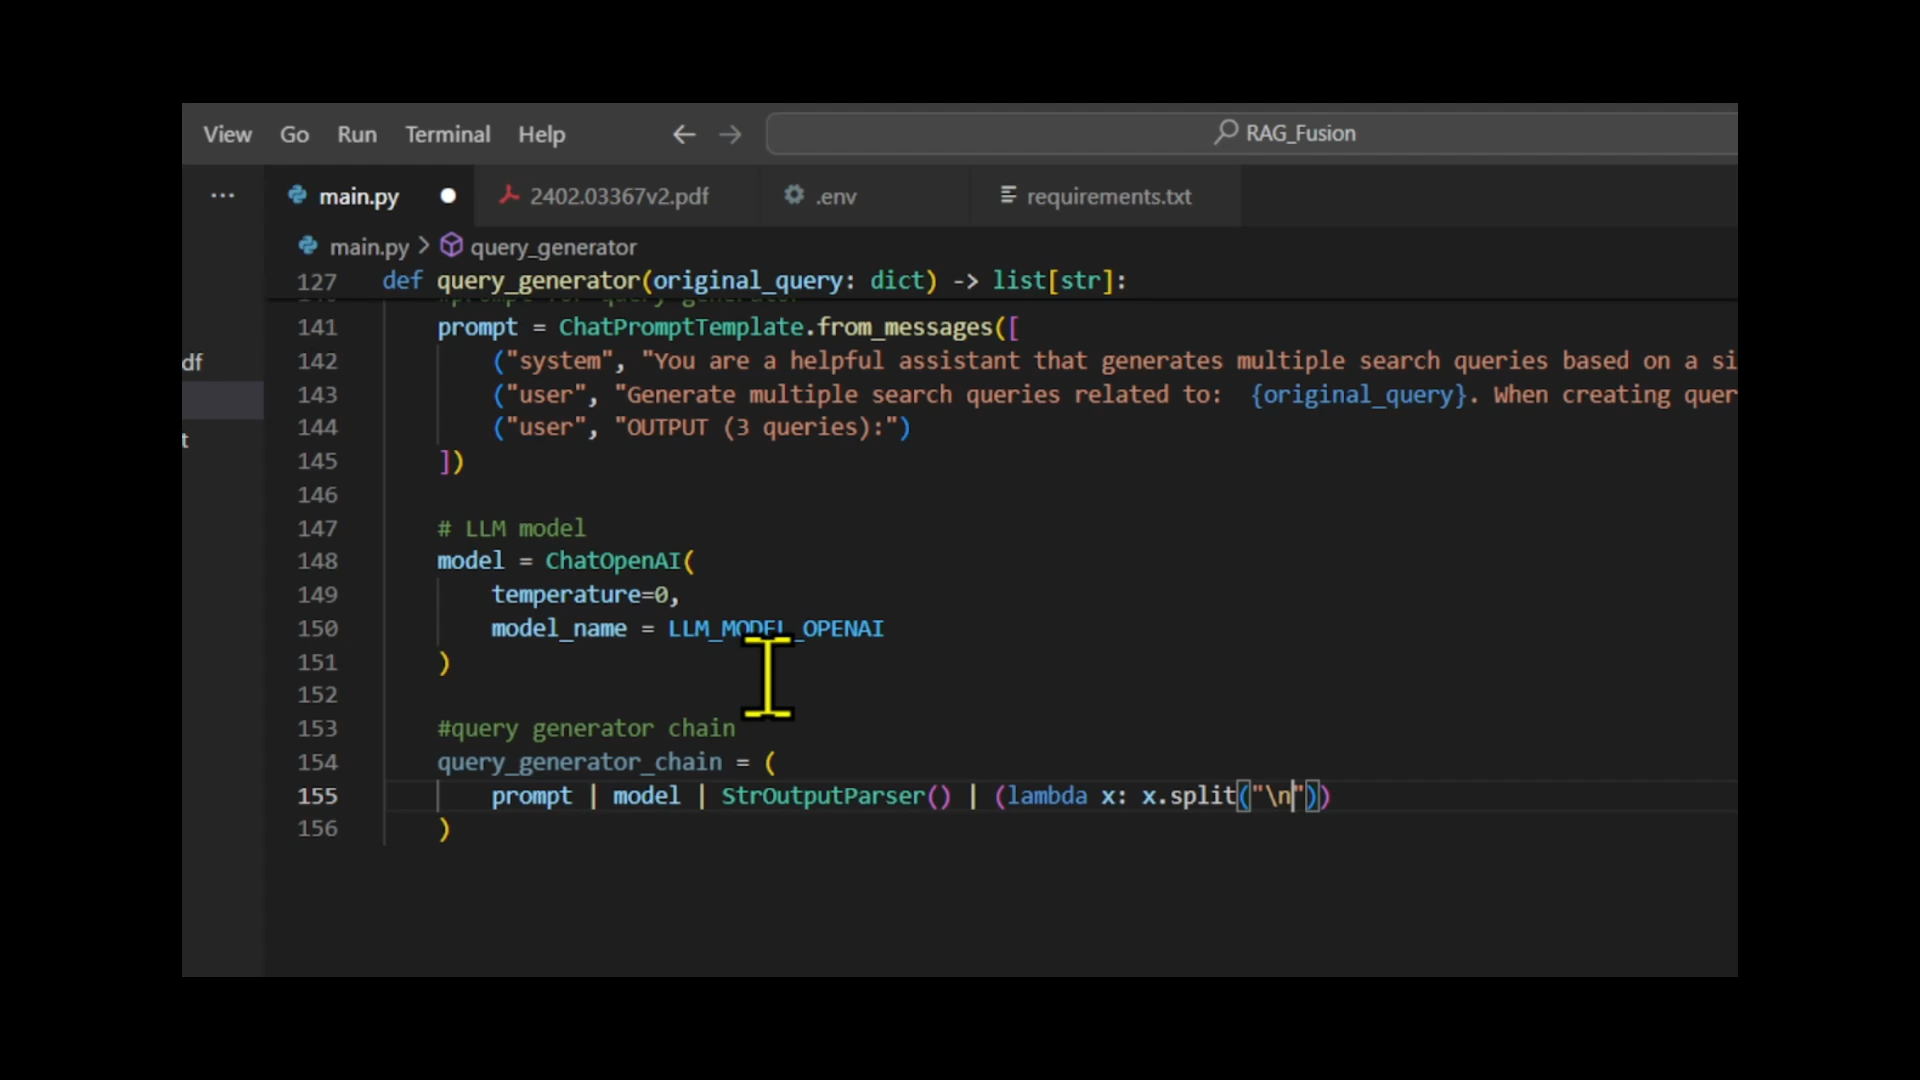 View Go Run Terminal Help ← → RAG_Fusion
... main.py 2402.03367v2.pdf .env requirements.txt
main.py > query_generator
127 def query_generator(original_query: dict) -> list[str]:
141 prompt = ChatPromptTemplate.from_messages([
df
142 ("system", "You are a helpful assistant that generates multiple search queries based on a si
143 ("user", "Generate multiple search queries related to:  {original_query}. When creating quer
144 ("user", "OUTPUT (3 queries):")
t
145 ])
146
147 # LLM model
148 model = ChatOpenAI(
149 temperature=0,
150 model_name = LLM_MODEL_OPENAI
151 )
152
153 #query generator chain
154 query_generator_chain = (
155 prompt | model | StrOutputParser() | (lambda x: x.split("\n"))
156 )